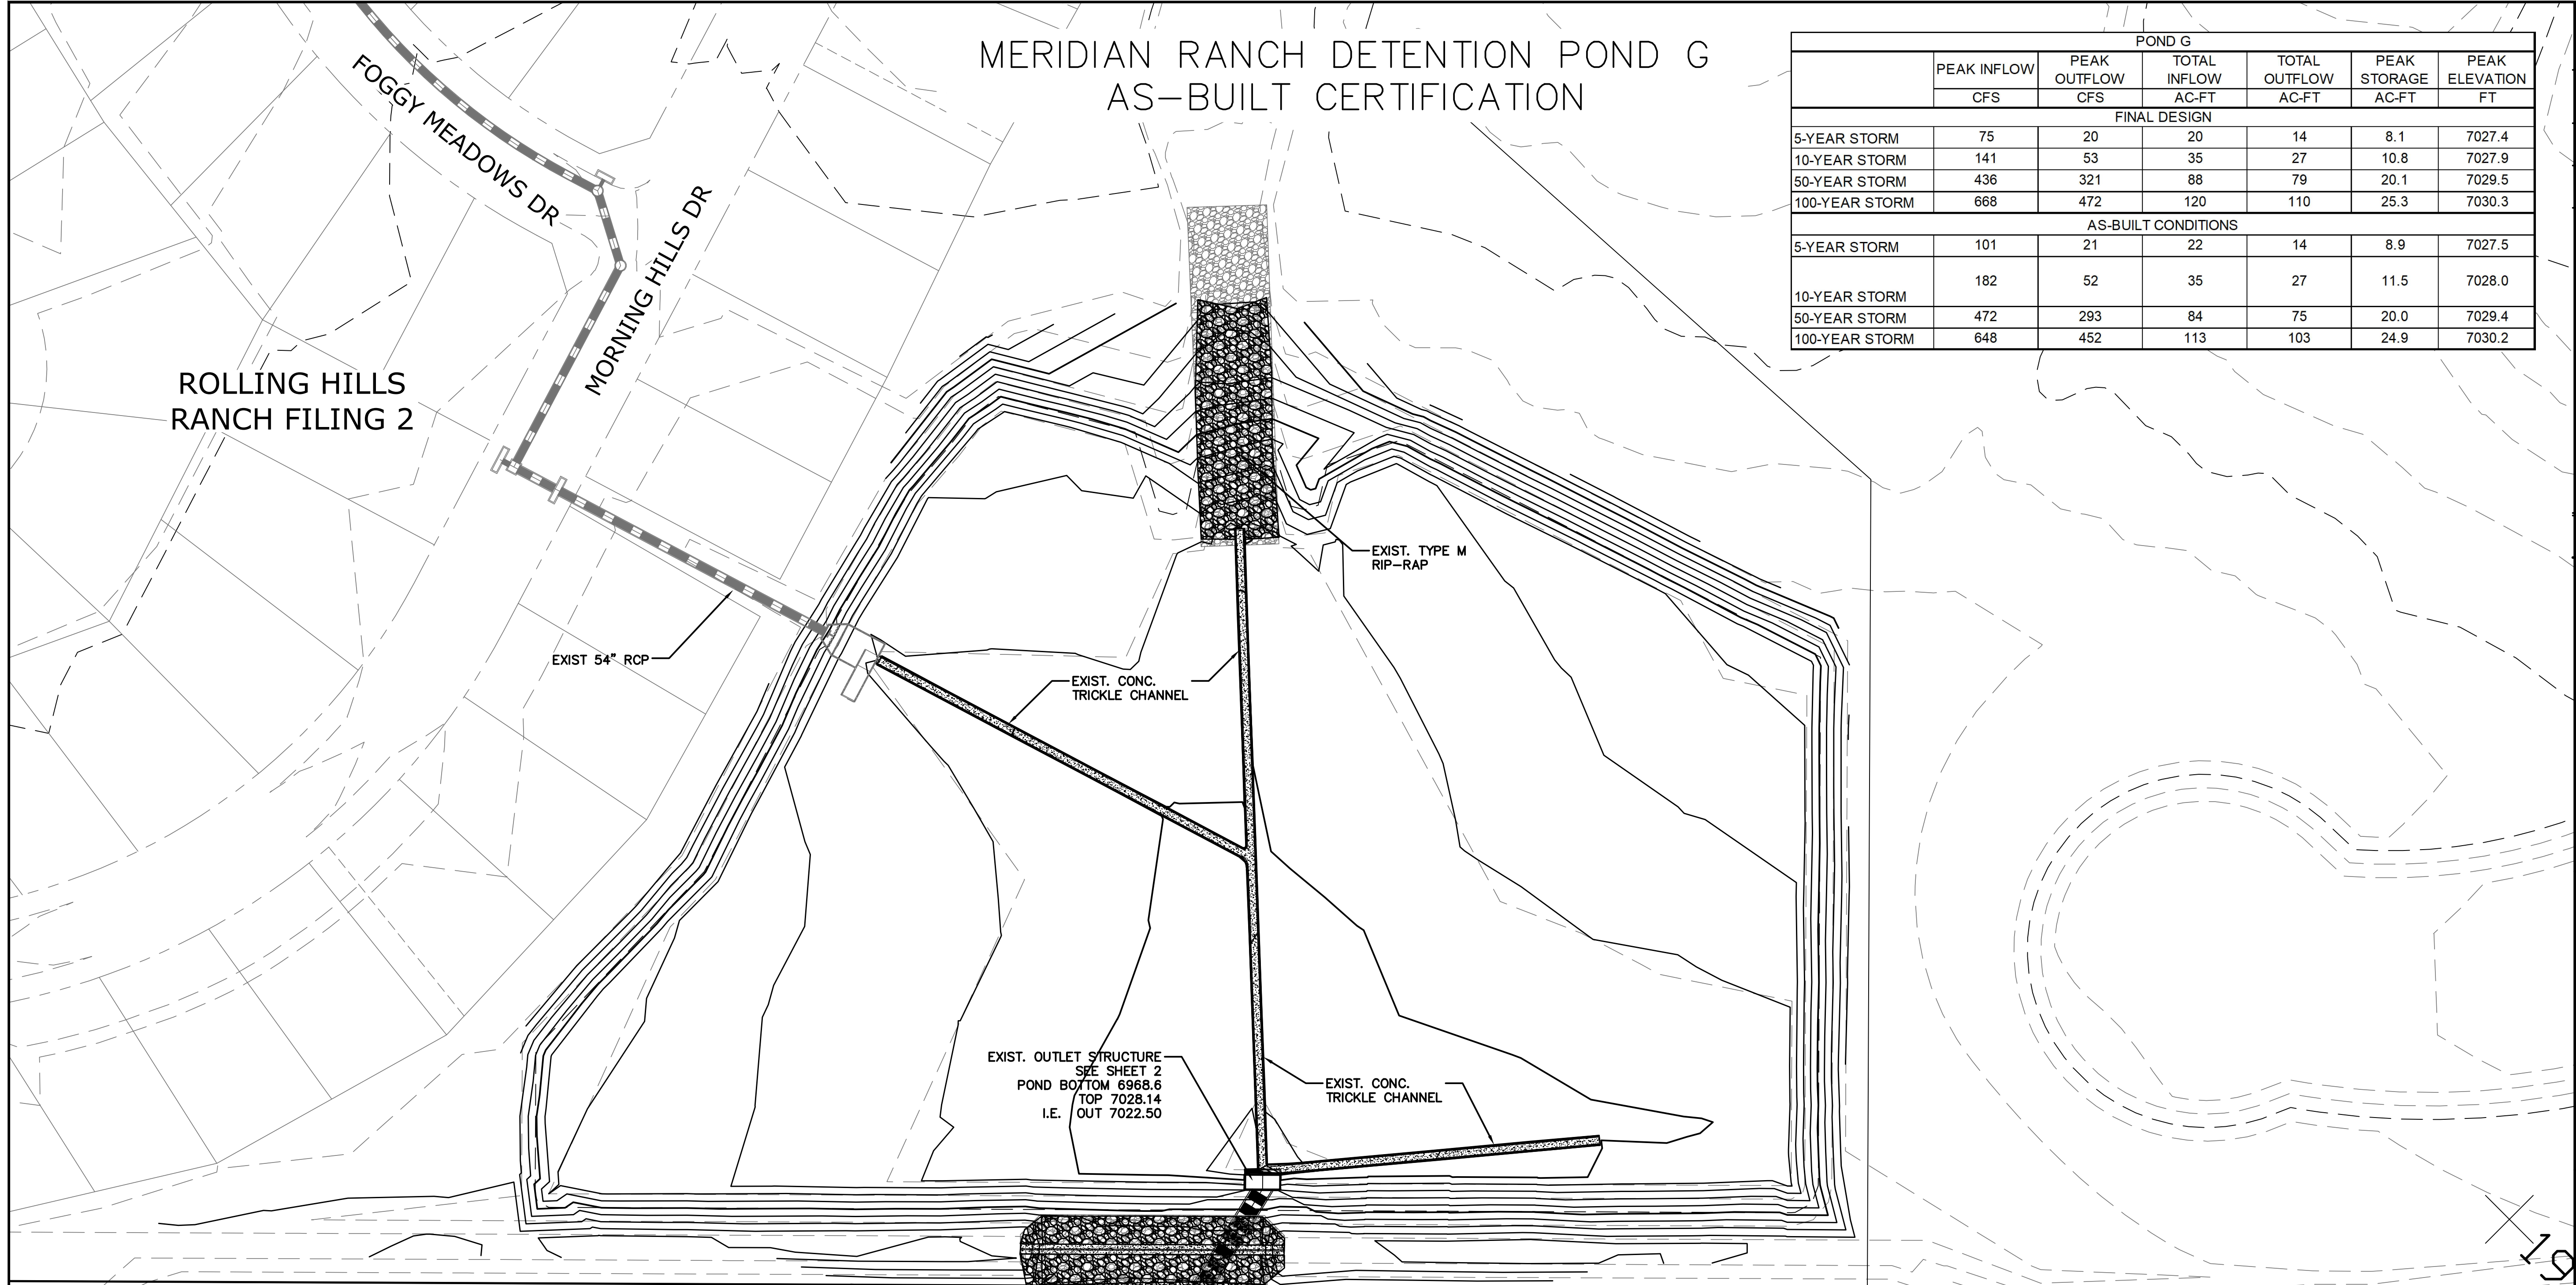 MERIDIAN RANCH DETENTION POND G
AS-BUILT CERTIFICATION
POND G
PEAK INFLOW PEAK OUTFLOW TOTAL INFLOW TOTAL OUTFLOW PEAK STORAGE PEAK ELEVATION
CFS CFS AC-FT AC-FT AC-FT FT
FINAL DESIGN
5-YEAR STORM 75 20 20 14 8.1 7027.4
10-YEAR STORM 141 53 35 27 10.8 7027.9
50-YEAR STORM 436 321 88 79 20.1 7029.5
100-YEAR STORM 668 472 120 110 25.3 7030.3
AS-BUILT CONDITIONS
5-YEAR STORM 101 21 22 14 8.9 7027.5
10-YEAR STORM 182 52 35 27 11.5 7028.0
50-YEAR STORM 472 293 84 75 20.0 7029.4
100-YEAR STORM 648 452 113 103 24.9 7030.2
FOGGY MEADOWS DR
MORNING HILLS DR
ROLLING HILLS
RANCH FILING 2
EXIST. TYPE M
RIP-RAP
EXIST 54" RCP
EXIST. CONC.
TRICKLE CHANNEL
EXIST. OUTLET STRUCTURE
SEE SHEET 2
POND BOTTOM 6968.6
TOP 7028.14
I.E. OUT 7022.50
EXIST. CONC.
TRICKLE CHANNEL